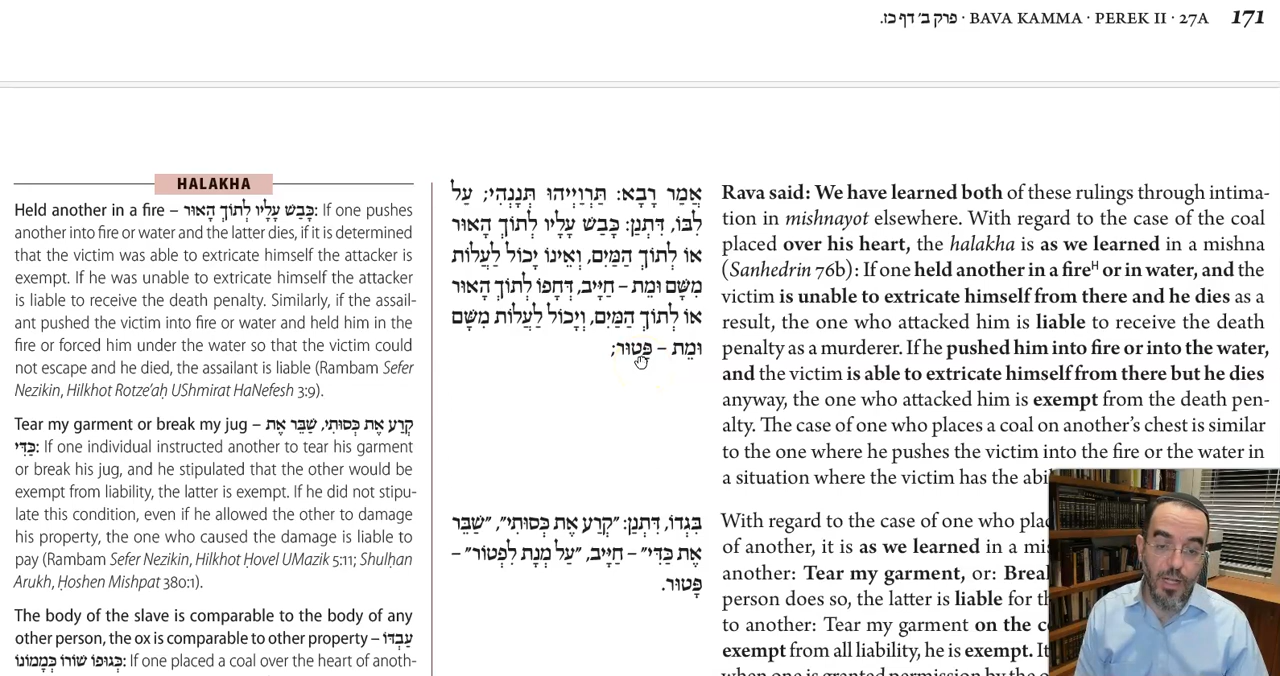 פרק ב׳ דף כז. · BAVA KAMMA · PEREK II · 27A 171
HALAKHA
Held another in a fire – כָּבַשׁ עָלָיו לְתוֹךְ הָאוּר: If one pushes
another into fire or water and the latter dies, if it is determined
that the victim was able to extricate himself the attacker is
exempt. If he was unable to extricate himself the attacker
is liable to receive the death penalty. Similarly, if the assail-
ant pushed the victim into fire or water and held him in the
fire or forced him under the water so that the victim could
not escape and he died, the assailant is liable (Rambam Sefer
Nezikin, Hilkhot Rotze’aḥ UShmirat HaNefesh 3:9).
Tear my garment or break my jug – קְרַע אֶת כְּסוּתִי, שַׁבֵּר אֶת
כַּדִּי: If one individual instructed another to tear his garment
or break his jug, and he stipulated that the other would be
exempt from liability, the latter is exempt. If he did not stipu-
late this condition, even if he allowed the other to damage
his property, the one who caused the damage is liable to
pay (Rambam Sefer Nezikin, Hilkhot Ḥovel UMazik 5:11; Shulḥan
Arukh, Ḥoshen Mishpat 380:1).
The body of the slave is comparable to the body of any
other person, the ox is comparable to other property – עַבְדּוֹ
כְּגוּפוֹ שׁוֹרוֹ כְּמָמוֹנוֹ: If one placed a coal over the heart of anoth-
אֲמַר רָבָא: תַּרְוַיְיהוּ תְּנַנְהִי; עַל
לִבּוֹ, דִּתְנַן: כָּבַשׁ עָלָיו לְתוֹךְ הָאוּר
אוֹ לְתוֹךְ הַמַּיִם, וְאֵינוֹ יָכוֹל לַעֲלוֹת
מִשָּׁם וּמֵת – חַיָּיב, דְּחָפוֹ לְתוֹךְ הָאוּר
אוֹ לְתוֹךְ הַמַּיִם, וְיָכוֹל לַעֲלוֹת מִשָּׁם
וּמֵת – פָּטוּר;
בִּגְדוֹ, דִּתְנַן: ״קְרַע אֶת כְּסוּתִי״, ״שַׁבֵּר
אֶת כַּדִּי״ – חַיָּיב, ״עַל מְנָת לִפְטוֹר״ –
פָּטוּר.
Rava said: We have learned both of these rulings through intima-
tion in mishnayot elsewhere. With regard to the case of the coal
placed over his heart, the halakha is as we learned in a mishna
(Sanhedrin 76b): If one held another in a fireᴴ or in water, and the
victim is unable to extricate himself from there and he dies as a
result, the one who attacked him is liable to receive the death
penalty as a murderer. If he pushed him into fire or into the water,
and the victim is able to extricate himself from there but he dies
anyway, the one who attacked him is exempt from the death pen-
alty. The case of one who places a coal on another’s chest is similar
to the one where he pushes the victim into the fire or the water in
a situation where the victim has the abi
With regard to the case of one who plac
of another, it is as we learned in a mi
another: Tear my garment, or: Brea
person does so, the latter is liable for
to another: Tear my garment on the c
exempt from all liability, he is exempt. It
when one is granted permission by the